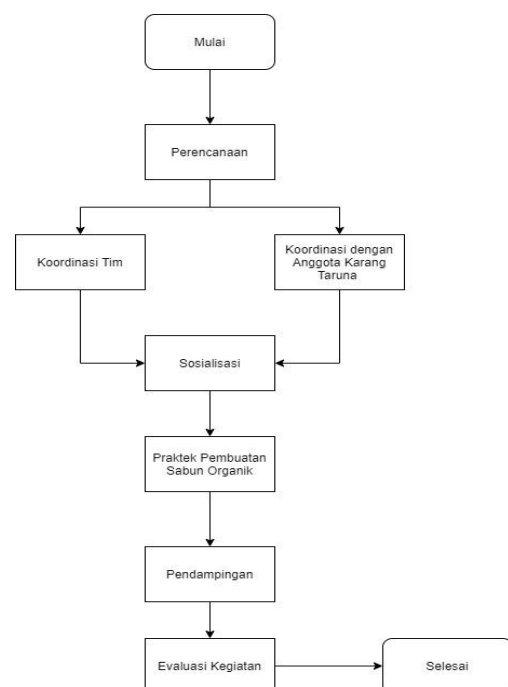 Mulai
Perencanaan
Koordinasi Tim
Koordinasi dengan
Anggota Karang
Taruna
Sosialisasi
Praktek Pembuatan
Sabun Organik
Pendampingan
Evaluasi Kegiatan
Selesai